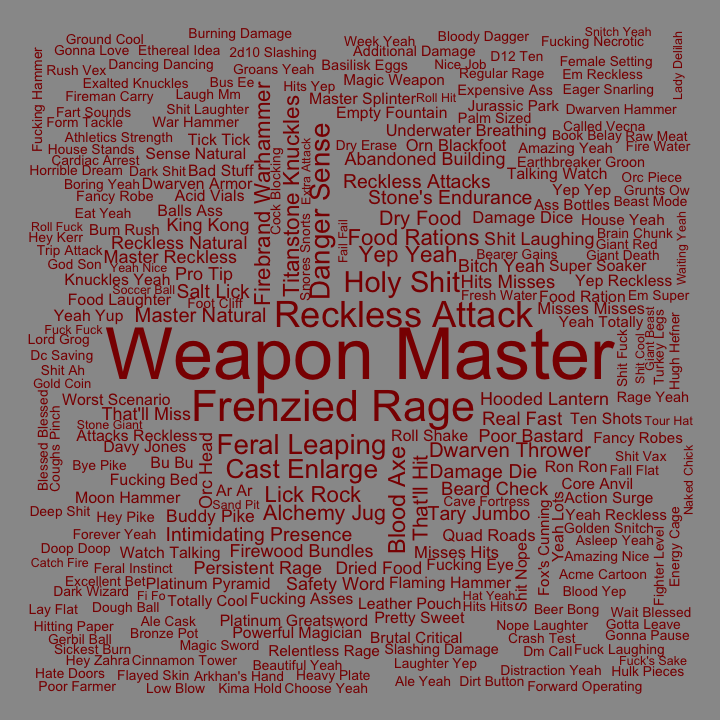 Ground Cool
Burning Damage
Week Yeah
Bloody Dagger
Snitch Yeah
Fucking Necrotic
Gonna Love
Ethereal Idea
2d10 Slashing
Additional Damage
D12 Ten
Female Setting
Lady Delilah
Fucking Hammer
Rush Vex
Dancing Dancing
Groans Yeah
Basilisk Eggs
Nice Job
Regular Rage
Em Reckless
Exalted Knuckles
Bus Ee
Hits Yep
Magic Weapon
Expensive Ass
Eager Snarling
Fireman Carry
Laugh Mm
Master Splinter
Roll Hit
Jurassic Park
Dwarven Hammer
Fart Sounds
Shit Laughter
Empty Fountain
Palm Sized
Form Tackle
War Hammer
Underwater Breathing
Called Vecna
Athletics Strength
Tick Tick
Dry Erase
Orn Blackfoot
Amazing Yeah
Book Belay
Raw Meat
House Stands
Sense Natural
Abandoned Building
Earthbreaker Groon
Fire Water
Cardiac Arrest
Horrible Dream
Dark Shit
Bad Stuff
Cock Blocking
Extra Attack
Talking Watch
Orc Piece
Boring Yeah
Dwarven Armor
Firebrand Warhammer
Titanstone Knuckles
Danger Sense
Reckless Attacks
Yep Yep
Grunts Ow
Fancy Robe
Acid Vials
Stone's Endurance
Ass Bottles
Beast Mode
Eat Yeah
Balls Ass
Spores Snorts
Fail Fail
Dry Food
Damage Dice
House Yeah
Waiting Yeah
Roll Fuck
Bum Rush
King Kong
Food Rations
Shit Laughing
Brain Chunk
Hey Kerr
Reckless Natural
Giant Red
Trip Attack
Master Reckless
Yep Yeah
Bearer Gains
Giant Death
God Son
Yeah Nice
Pro Tip
Bitch Yeah
Super Soaker
Knuckles Yeah
Holy Shit
Hits Misses
Yep Reckless
Soccer Ball
Salt Lick
Fresh Water
Food Ration
Em Super
Food Laughter
Foot Cliff
Misses Misses
Yeah Yup
Master Natural
Reckless Attack
Yeah Totally
Giant Beast
Turkey Legs
Hugh Hefner
Fuck Fuck
Lord Grog
Weapon Master
Shit Fuck
Shit Cool
Dc Saving
Shit Ah
Gold Coin
Worst Scenario
Frenzied Rage
Hooded Lantern
Rage Yeah
Blessed Blessed
Coughs Pinch
That'll Miss
Real Fast
Ten Shots
Tour Hat
Stone Giant
Attacks Reckless
Feral Leaping
Roll Shake
Poor Bastard
Fancy Robes
Davy Jones
Orc Head
Dwarven Thrower
Shit Vax
Naked Chick
Bye Pike
Bu Bu
Cast Enlarge
Blood Axe
That'll Hit
Damage Die
Ron Ron
Fall Flat
Fucking Bed
Core Anvil
Moon Hammer
Ar Ar
Lick Rock
Beard Check
Action Surge
Sand Pit
Cave Fortress
Deep Shit
Hey Pike
Buddy Pike
Alchemy Jug
Tary Jumbo
Fox's Cunning
Yeah Lots
Yeah Reckless
Golden Snitch
Forever Yeah
Intimidating Presence
Quad Roads
Asleep Yeah
Fighter Level
Energy Cage
Doop Doop
Watch Talking
Firewood Bundles
Misses Hits
Shit Nopes
Amazing Nice
Catch Fire
Feral Instinct
Persistent Rage
Dried Food
Fucking Eye
Acme Cartoon
Excellent Bet
Platinum Pyramid
Safety Word
Flaming Hammer
Blood Yep
Dark Wizard
Fi Fo
Totally Cool
Fucking Asses
Leather Pouch
Hat Yeah
Hits Hits
Beer Bong
Wait Blessed
Lay Flat
Dough Ball
Ale Cask
Platinum Greatsword
Pretty Sweet
Nope Laughter
Gotta Leave
Hitting Paper
Bronze Pot
Powerful Magician
Brutal Critical
Crash Test
Gonna Pause
Gerbil Ball
Sickest Burn
Magic Sword
Relentless Rage
Slashing Damage
Dm Call
Fuck Laughing
Hey Zahra
Cinnamon Tower
Beautiful Yeah
Laughter Yep
Distraction Yeah
Fuck's Sake
Hulk Pieces
Hate Doors
Flayed Skin
Arkhan's Hand
Heavy Plate
Poor Farmer
Low Blow
Kima Hold
Choose Yeah
Ale Yeah
Dirt Button
Forward Operating